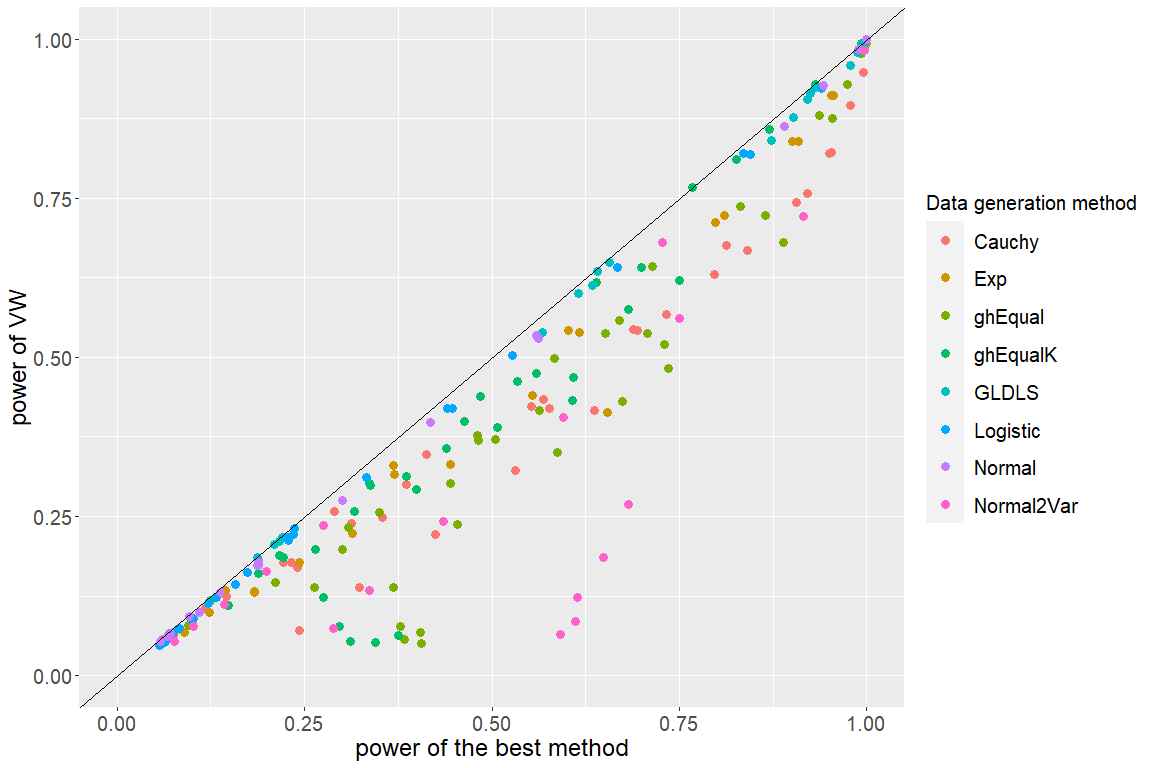 1.00
0.75
0.50
0.25
0.00
power of VW
0.00 0.25 0.50 0.75 1.00
power of the best method
Data generation method
Cauchy
Exp
ghEqual
ghEqualK
GLDLS
Logistic
Normal
Normal2Var